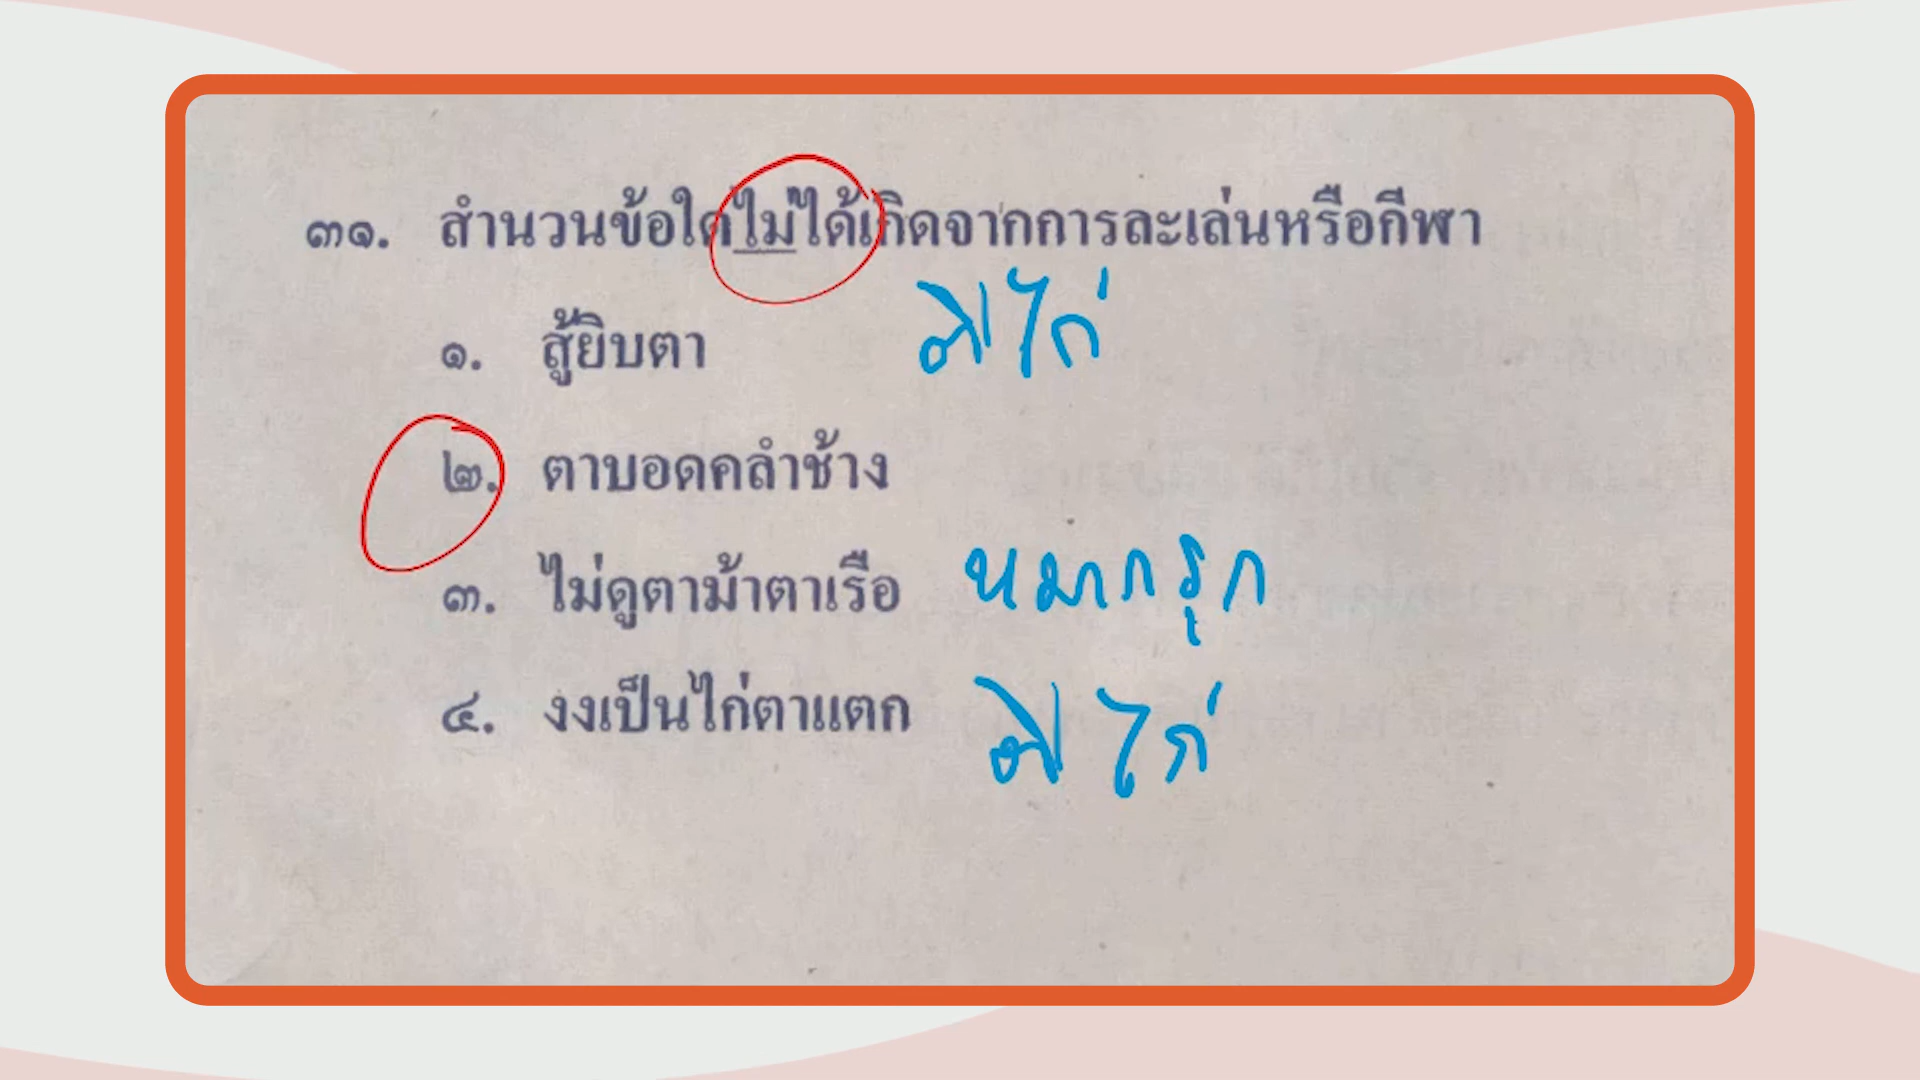 ๓๑. สำนวนข้อใดไม่ได้เกิดจากการละเล่นหรือกีฬา
๑. สู้ยิบตา ตีไก่
๒. ตาบอดคลำช้าง
๓. ไม่ดูตาม้าตาเรือ หมากรุก
๔. งงเป็นไก่ตาแตก ตีไก่